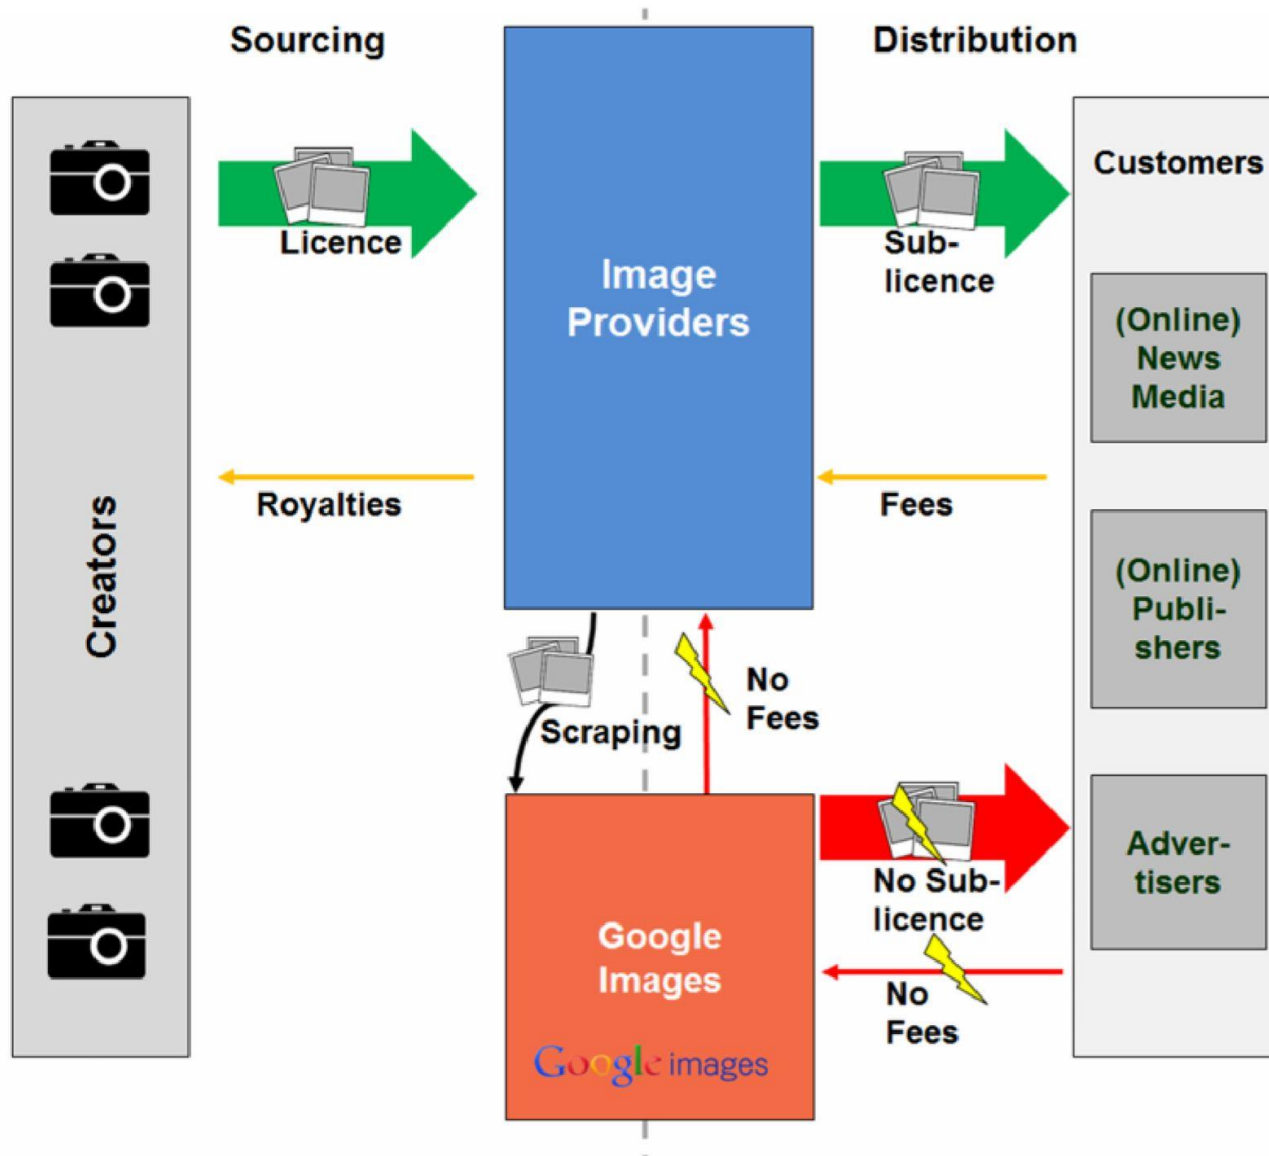 Sourcing
Distribution
Customers
Licence
Sub-
licence
Image
Providers
(Online)
News
Media
Royalties
Fees
Creators
(Online)
Publi-
shers
No
Fees
Scraping
Adver-
tisers
No Sub-
licence
Google
Images
No
Fees
Google images